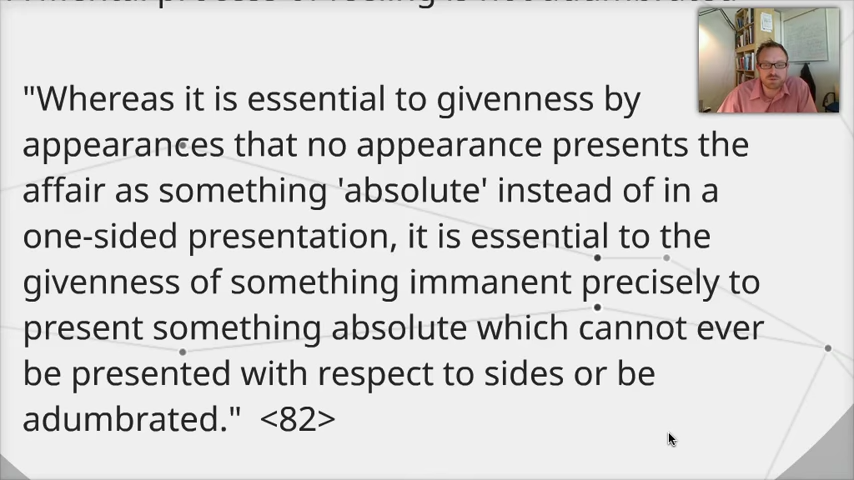 "Whereas it is essential to givenness by
appearances that no appearance presents the
affair as something 'absolute' instead of in a
one-sided presentation, it is essential to the
givenness of something immanent precisely to
present something absolute which cannot ever
be presented with respect to sides or be
adumbrated." <82>